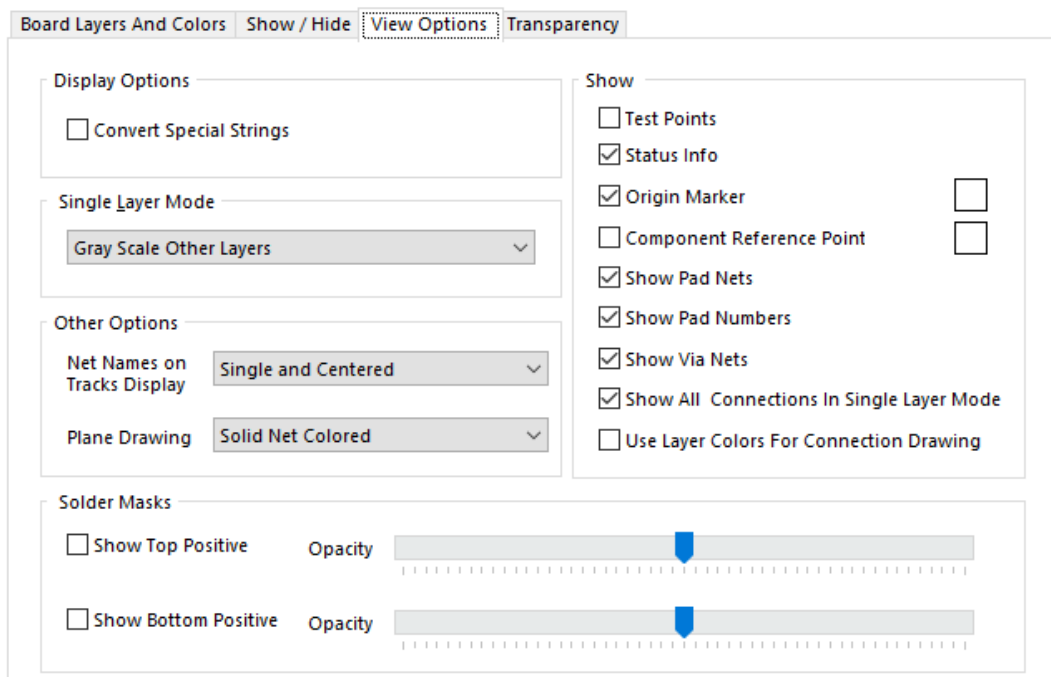 Board Layers And Colors
Show / Hide
View Options
Transparency
Display Options
Convert Special Strings
Single Layer Mode
Gray Scale Other Layers
Other Options
Net Names on
Tracks Display
Single and Centered
Plane Drawing
Solid Net Colored
Show
Test Points
Status Info
Origin Marker
Component Reference Point
Show Pad Nets
Show Pad Numbers
Show Via Nets
Show All  Connections In Single Layer Mode
Use Layer Colors For Connection Drawing
Solder Masks
Show Top Positive
Opacity
Show Bottom Positive
Opacity